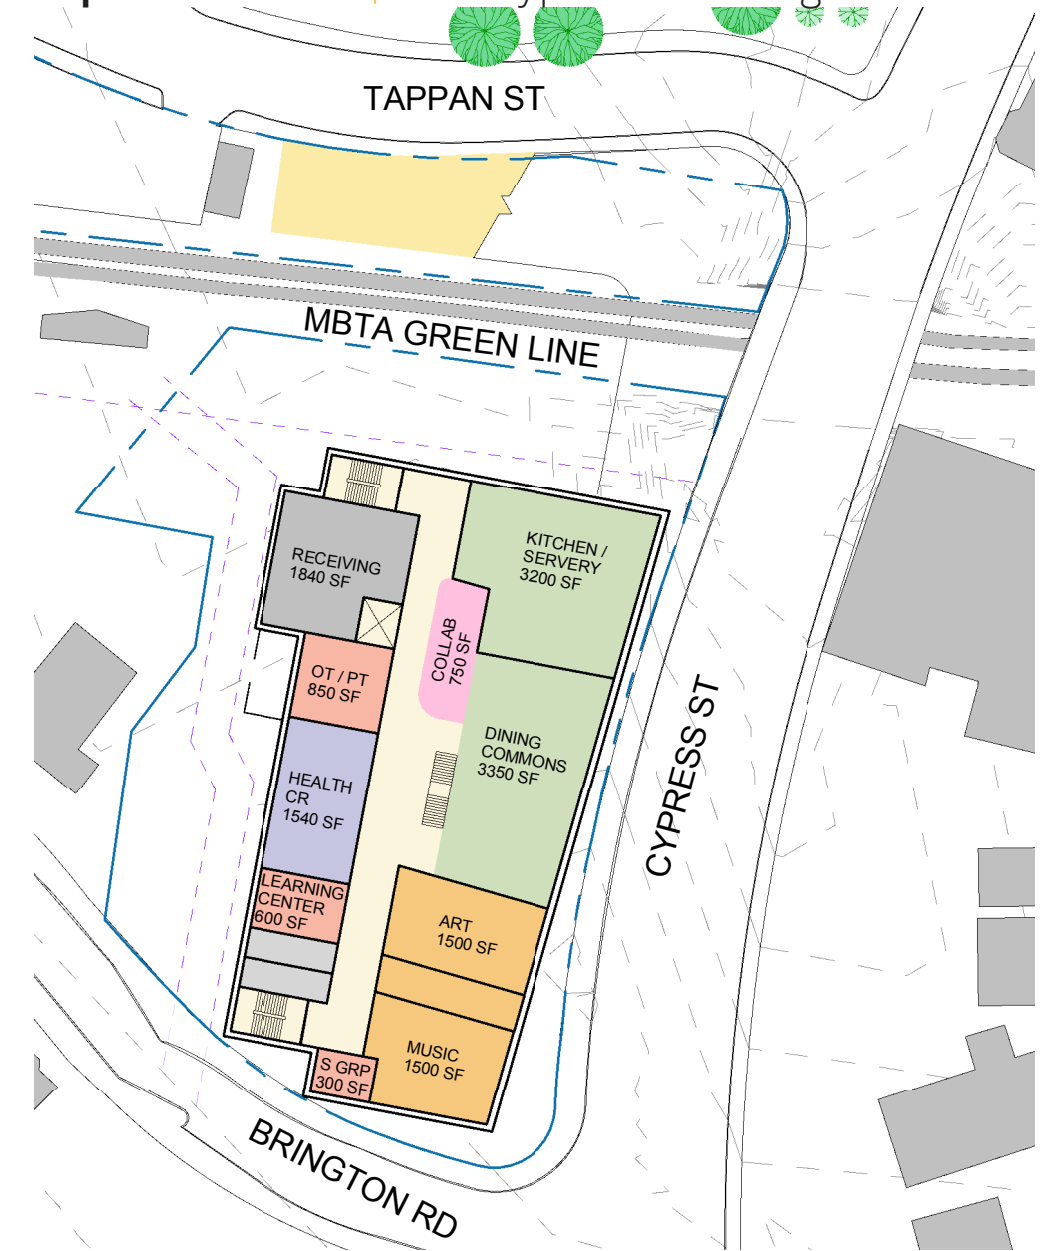 TAPPAN ST
MBTA GREEN LINE
KITCHEN /
SERVERY
3200 SF
RECEIVING
1840 SF
COLLAB
750 SF
OT / PT
850 SF
DINING
COMMONS
3350 SF
HEALTH
CR
1540 SF
CYPRESS ST
LEARNING
CENTER
600 SF
ART
1500 SF
MUSIC
1500 SF
S GRP
300 SF
BRINGTON RD